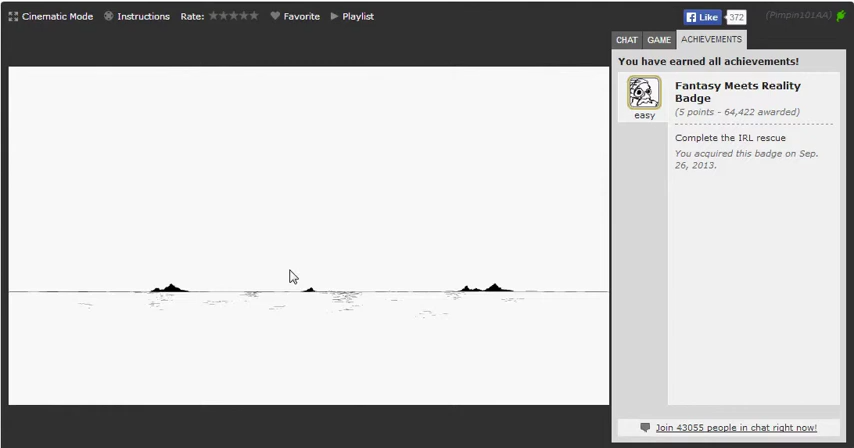 Cinematic Mode Instructions Rate: Favorite Playlist Like 372 (Pimpin101AA)
CHAT GAME ACHIEVEMENTS
You have earned all achievements!
Fantasy Meets Reality
Badge
(5 points - 64,422 awarded)
easy
Complete the IRL rescue
You acquired this badge on Sep.
26, 2013.
Join 43055 people in chat right now!